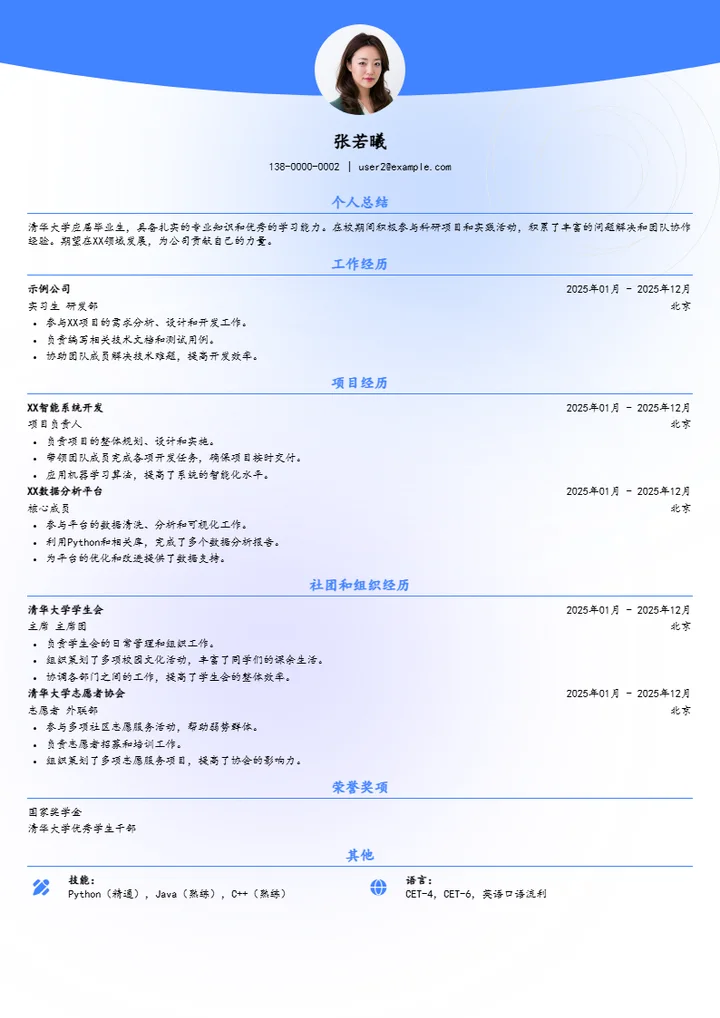 张若曦
138-0000-0002 | user2@example.com
个人总结
清华大学应届毕业生，具备扎实的专业知识和优秀的学习能力。在校期间积极参与科研项目和实践活动，积累了丰富的问题解决和团队协作
经验。期望在XX领域发展，为公司贡献自己的力量。
工作经历
示例公司 2025年01月 - 2025年12月
实习生 研发部 北京
• 参与XX项目的需求分析、设计和开发工作。
• 负责编写相关技术文档和测试用例。
• 协助团队成员解决技术难题，提高开发效率。
项目经历
XX智能系统开发 2025年01月 - 2025年12月
项目负责人 北京
• 负责项目的整体规划、设计和实施。
• 带领团队成员完成各项开发任务，确保项目按时交付。
• 应用机器学习算法，提高了系统的智能化水平。
XX数据分析平台 2025年01月 - 2025年12月
核心成员 北京
• 参与平台的数据清洗、分析和可视化工作。
• 利用Python和相关库，完成了多个数据分析报告。
• 为平台的优化和改进提供了数据支持。
社团和组织经历
清华大学学生会 2025年01月 - 2025年12月
主席 主席团 北京
• 负责学生会的日常管理和组织工作。
• 组织策划了多项校园文化活动，丰富了同学们的课余生活。
• 协调各部门之间的工作，提高了学生会的整体效率。
清华大学志愿者协会 2025年01月 - 2025年12月
志愿者 外联部 北京
• 参与多项社区志愿服务活动，帮助弱势群体。
• 负责志愿者招募和培训工作。
• 组织策划了多项志愿服务项目，提高了协会的影响力。
荣誉奖项
国家奖学金
清华大学优秀学生干部
其他
技能：
Python（精通），Java（熟练），C++（熟练）
语言：
CET-4，CET-6，英语口语流利